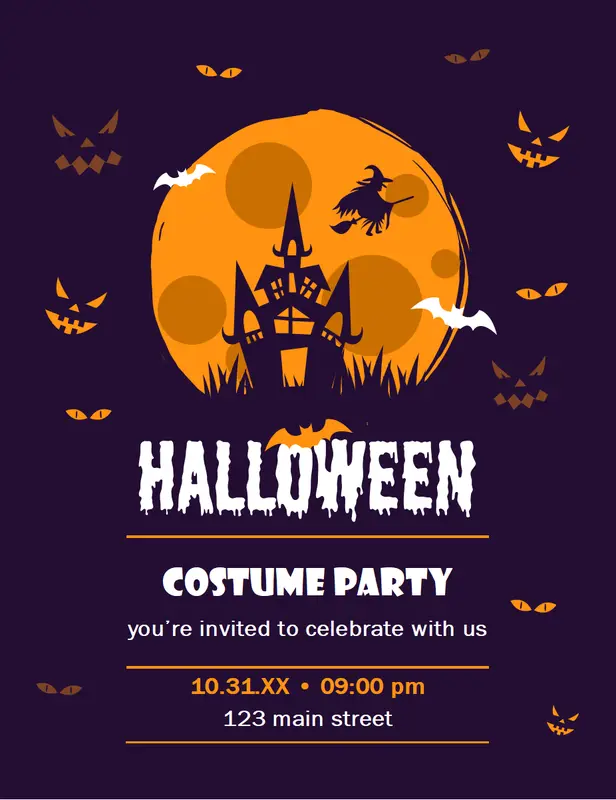 HALLOWEEN
COSTUME PARTY
you’re invited to celebrate with us
10.31.XX • 09:00 pm
123 main street